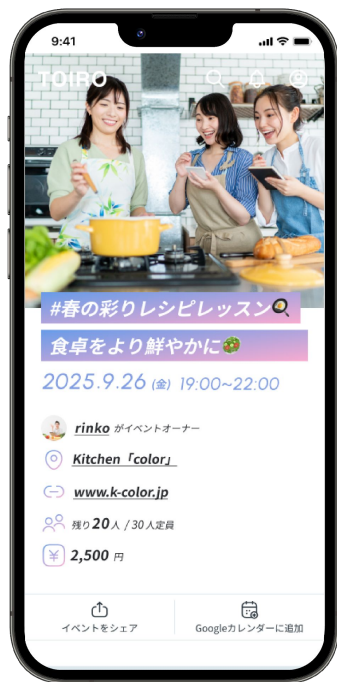 9:41
TOIRO
#春の彩りレシピレッスン🍳
食卓をより鮮やかに🥗
2025.9.26 (金) 19:00~22:00
rinko がイベントオーナー
Kitchen「color」
www.k-color.jp
残り20人 / 30人定員
¥ 2,500 円
イベントをシェア
Googleカレンダーに追加